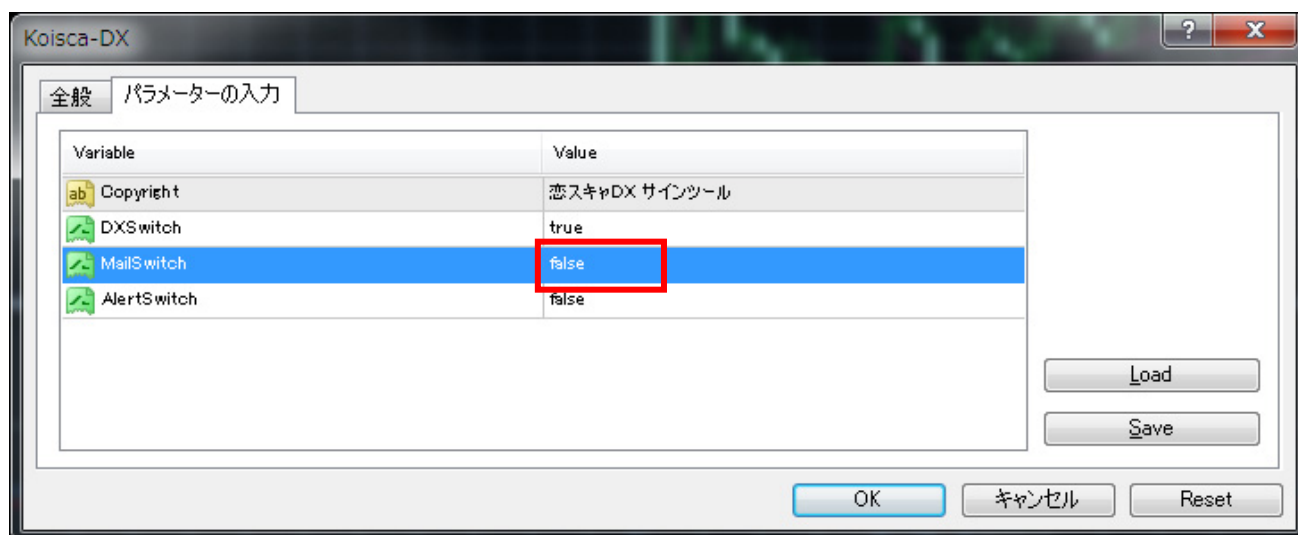 Koisca-DX
?
X
全般 パラメーターの入力
Variable Value
ab Copyright 恋スキャDX サインツール
DXSwitch true
MailSwitch false
AlertSwitch false
Load
Save
OK キャンセル Reset